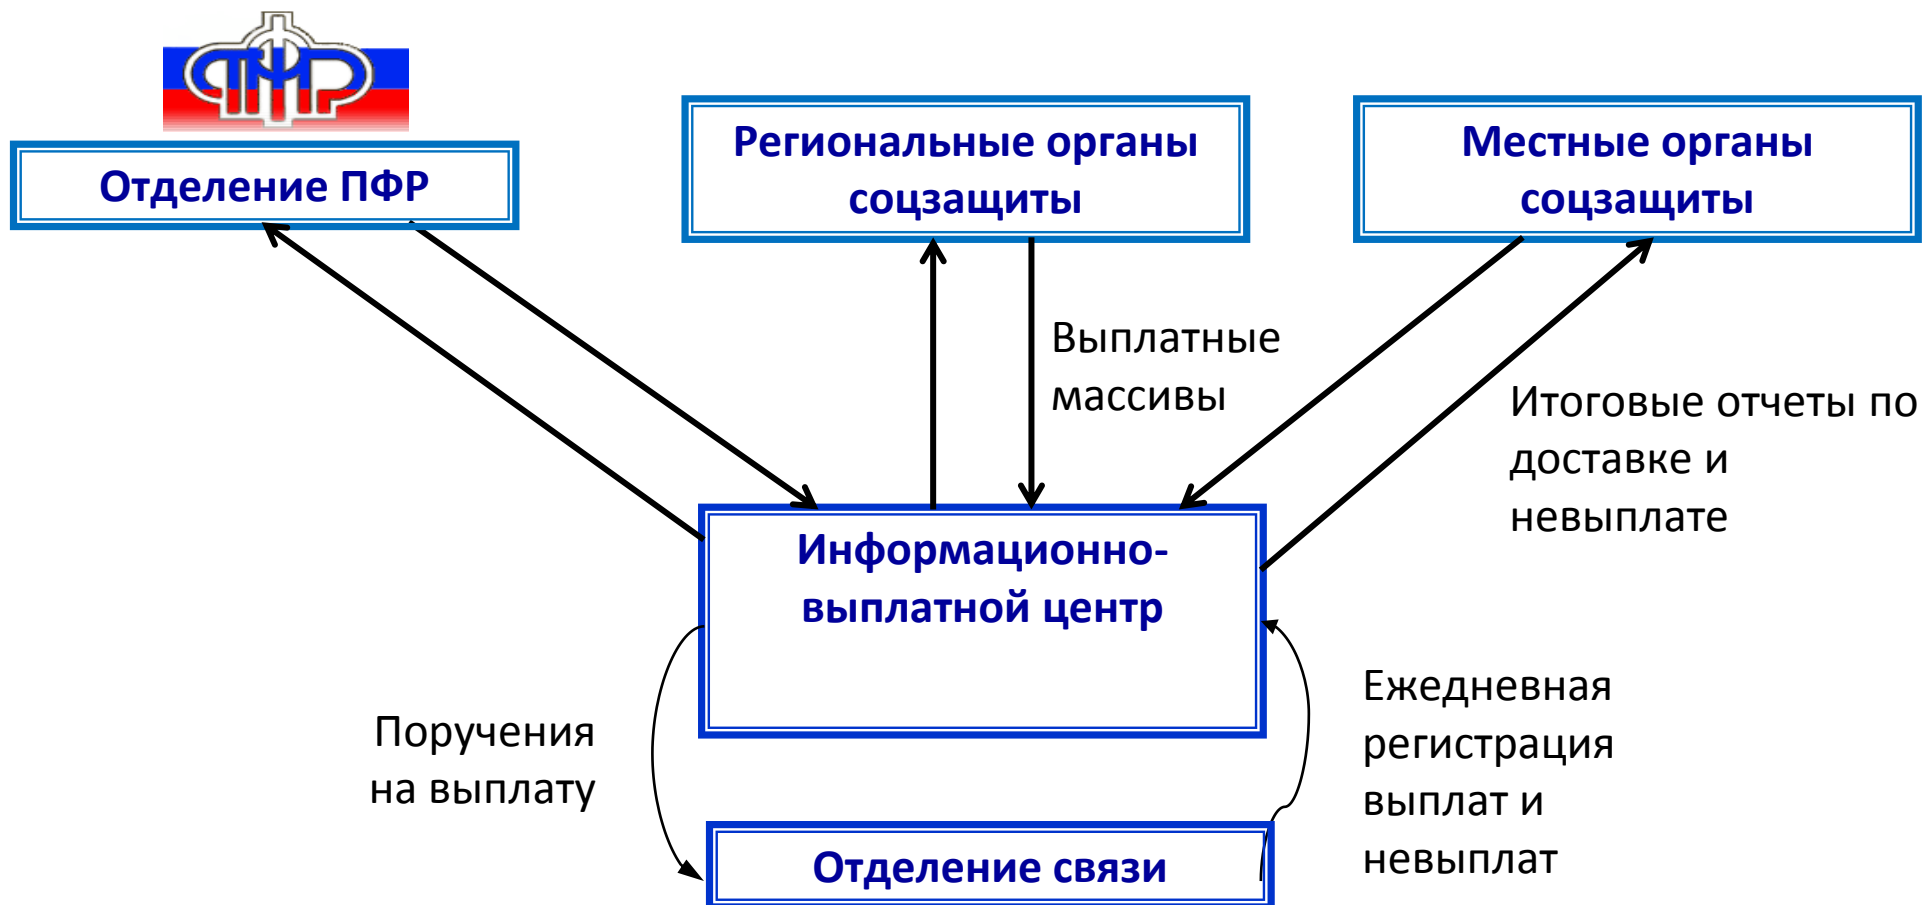 ПФР
Отделение ПФР
Региональные органы
соцзащиты
Местные органы
соцзащиты
Выплатные
массивы
Итоговые отчеты по
доставке и
невыплате
Информационно-
выплатной центр
Поручения
на выплату
Ежедневная
регистрация
выплат и
невыплат
Отделение связи